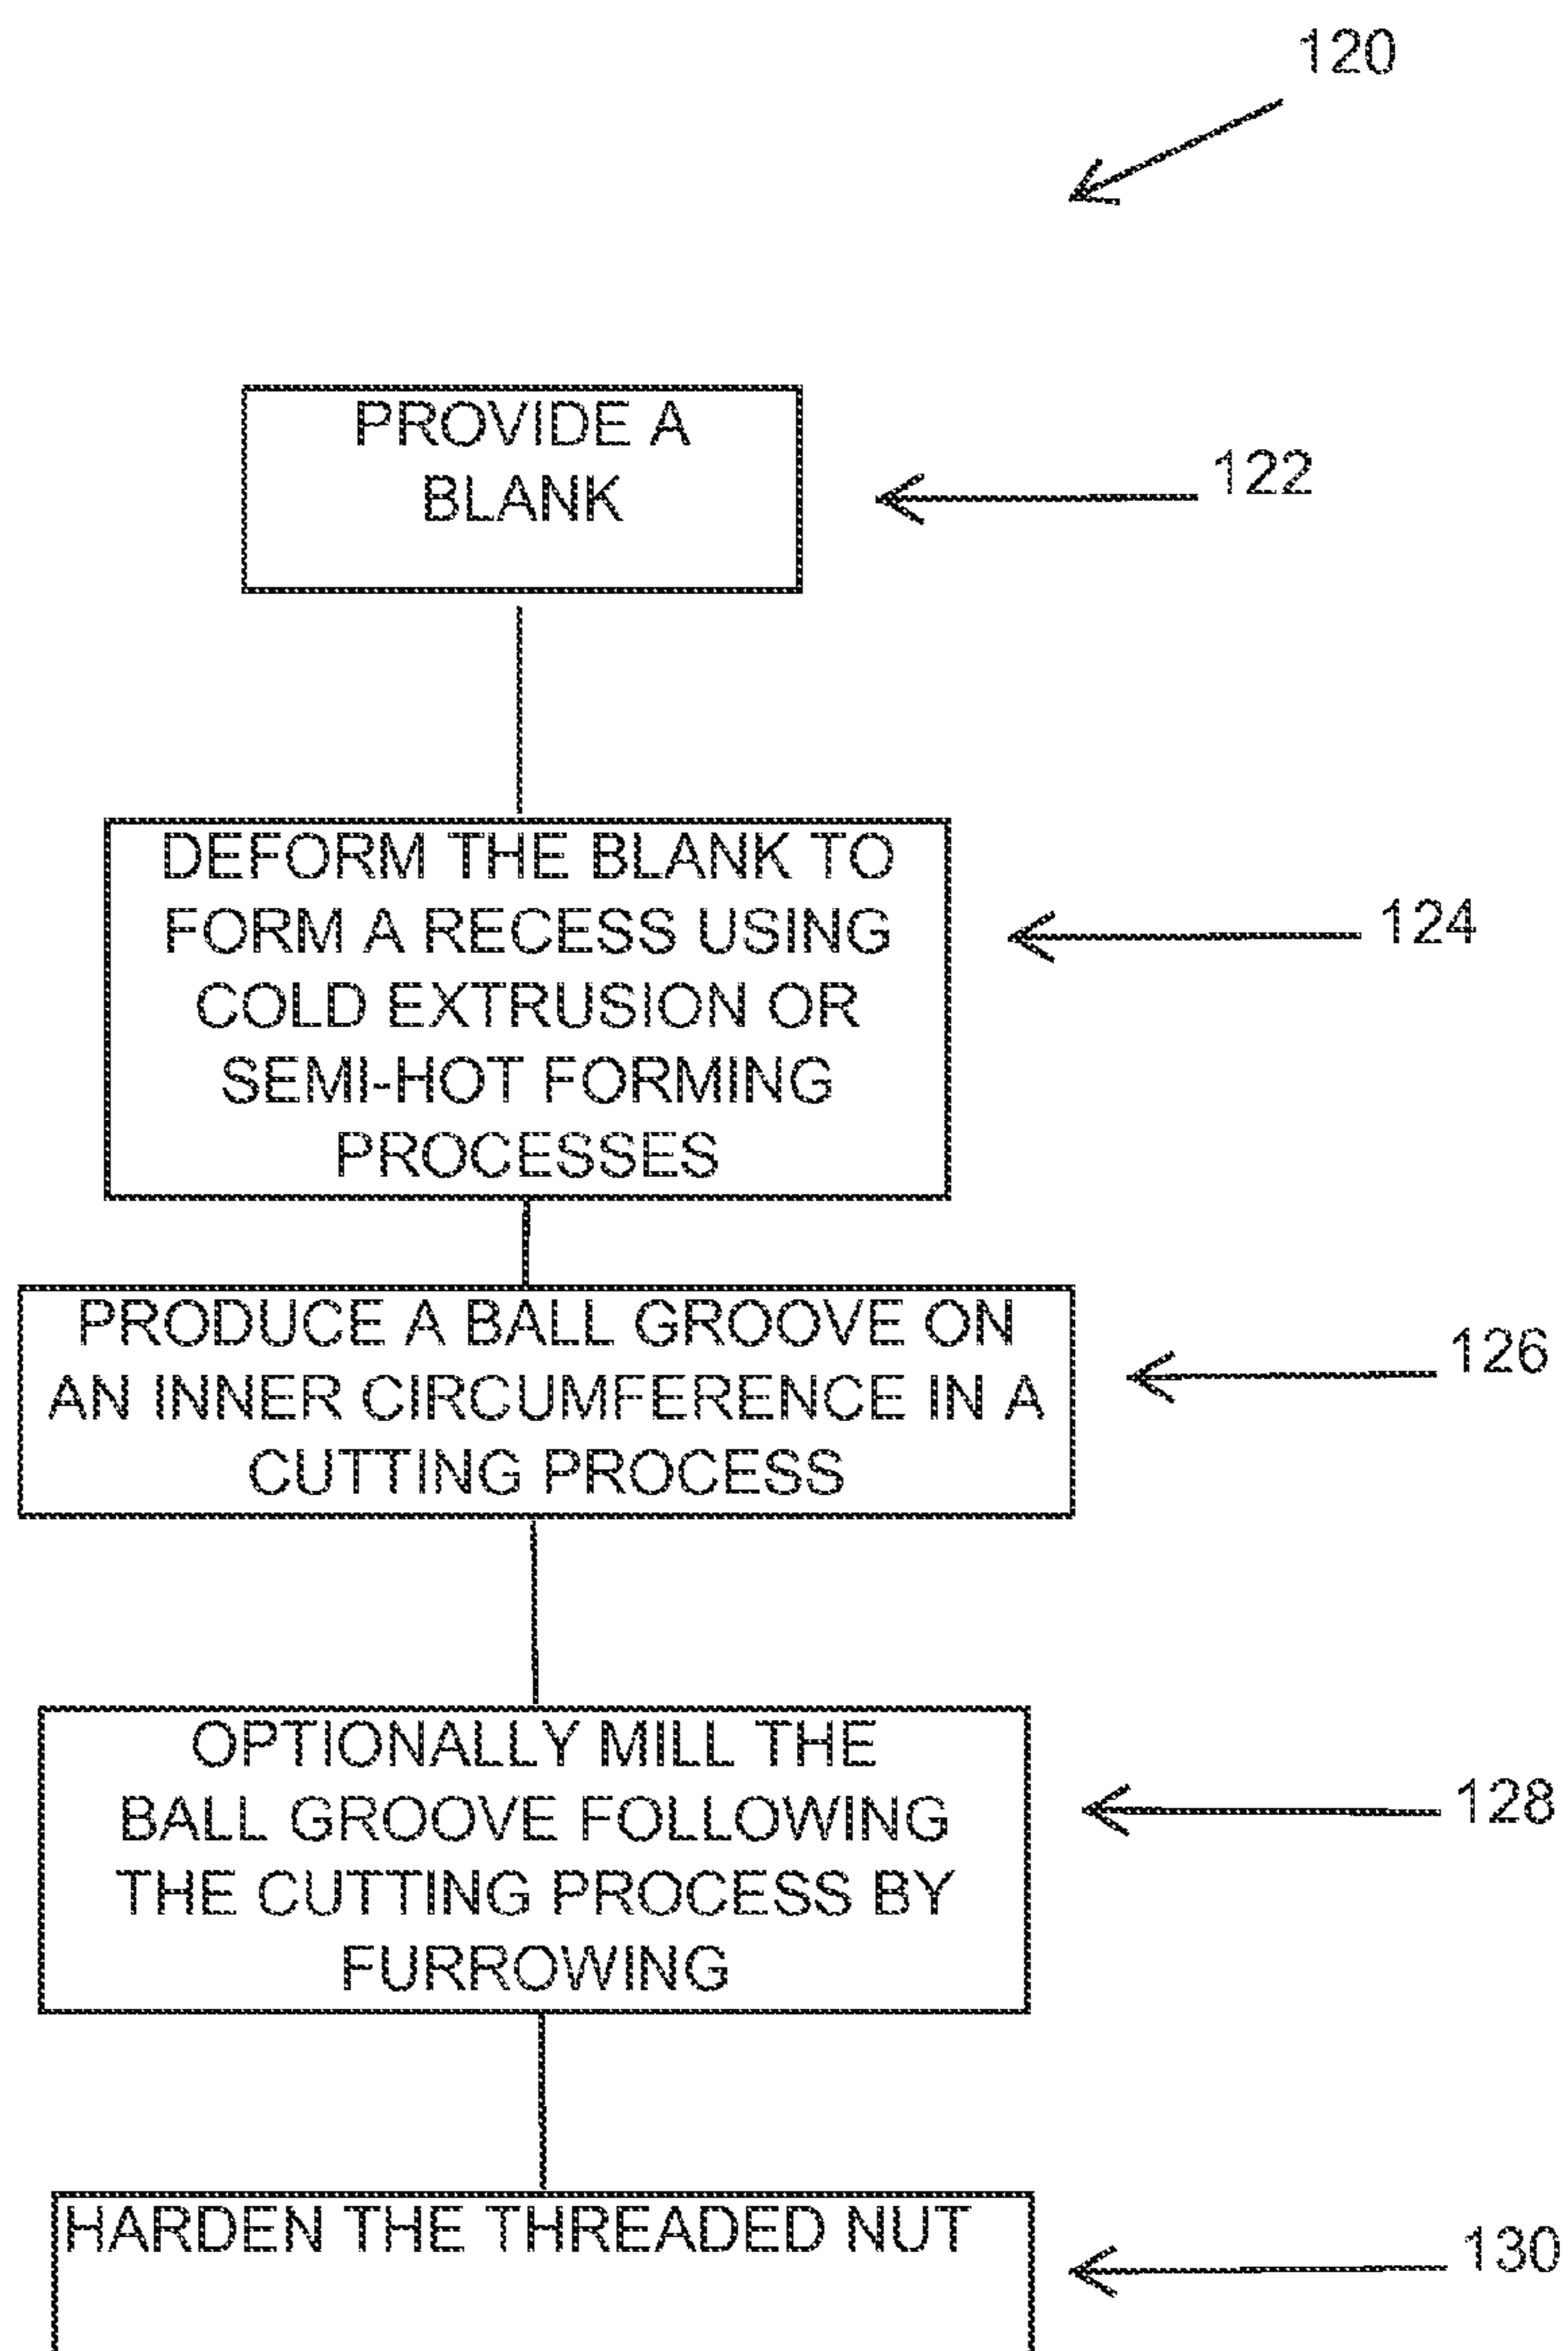 120
PROVIDE A
BLANK
122
DEFORM THE BLANK TO
FORM A RECESS USING
COLD EXTRUSION OR
SEMI-HOT FORMING
PROCESSES
124
PRODUCE A BALL GROOVE ON
AN INNER CIRCUMFERENCE IN A
CUTTING PROCESS
126
OPTIONALLY MILL THE
BALL GROOVE FOLLOWING
THE CUTTING PROCESS BY
FURROWING
128
HARDEN THE THREADED NUT
130